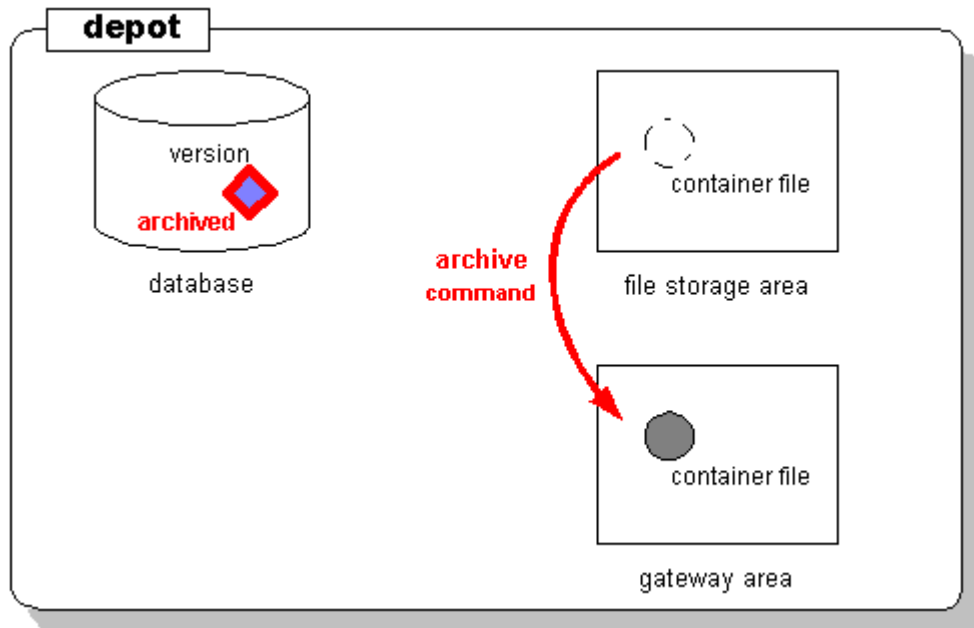 depot
version
archived
database
container file
file storage area
archive
command
container file
gateway area